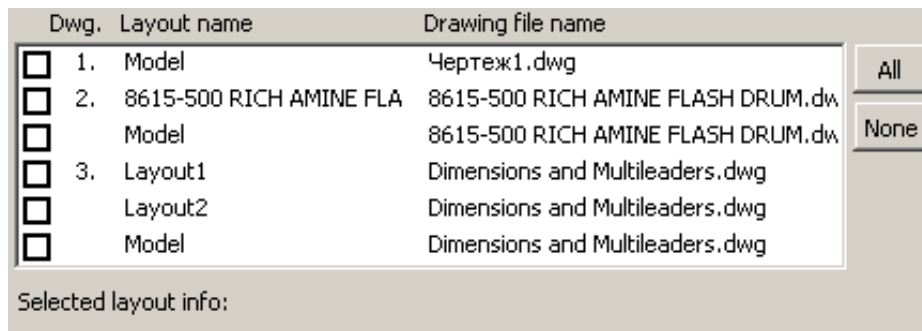 Dwg. Layout name Drawing file name
1. Model Чертеж1.dwg
All
2. 8615-500 RICH AMINE FLA 8615-500 RICH AMINE FLASH DRUM.dw
Model 8615-500 RICH AMINE FLASH DRUM.dw
None
3. Layout1 Dimensions and Multileaders.dwg
Layout2 Dimensions and Multileaders.dwg
Model Dimensions and Multileaders.dwg
Selected layout info: